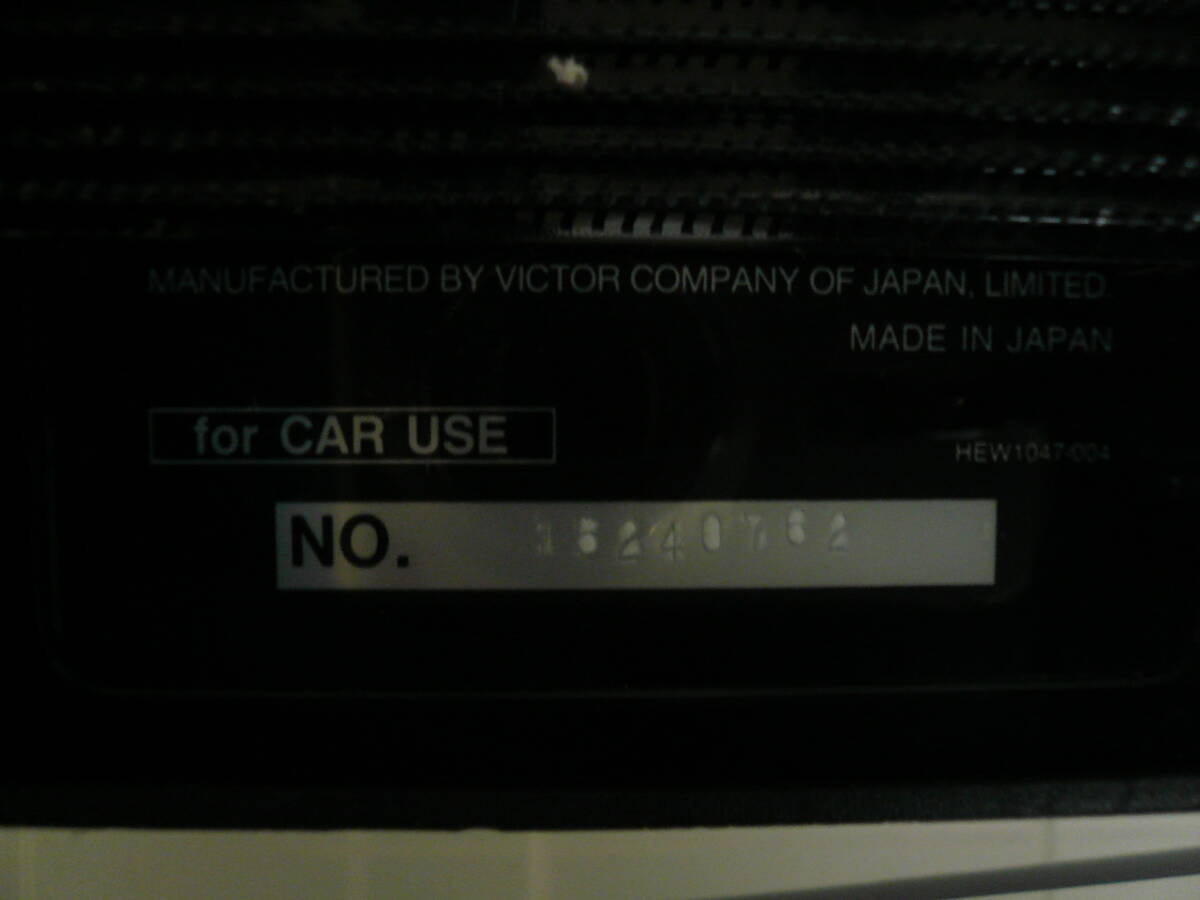 MANUFACTURED BY VICTOR COMPANY OF JAPAN, LIMITED.
MADE IN JAPAN
for CAR USE
HEW1047-004
NO.